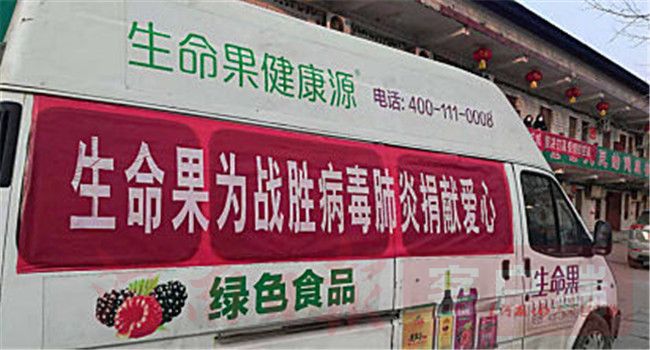 生命果健康源®
电话: 400-111-0008
生命果为战胜病毒肺炎捐献爱心
绿色食品
生命果